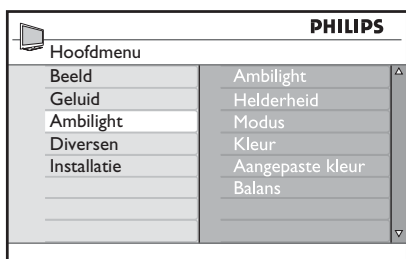 PHILIPS
Hoofdmenu
Beeld
Geluid
Ambilight
Diversen
Installatie
Ambilight
Helderheid
Modus
Kleur
Aangepaste kleur
Balans